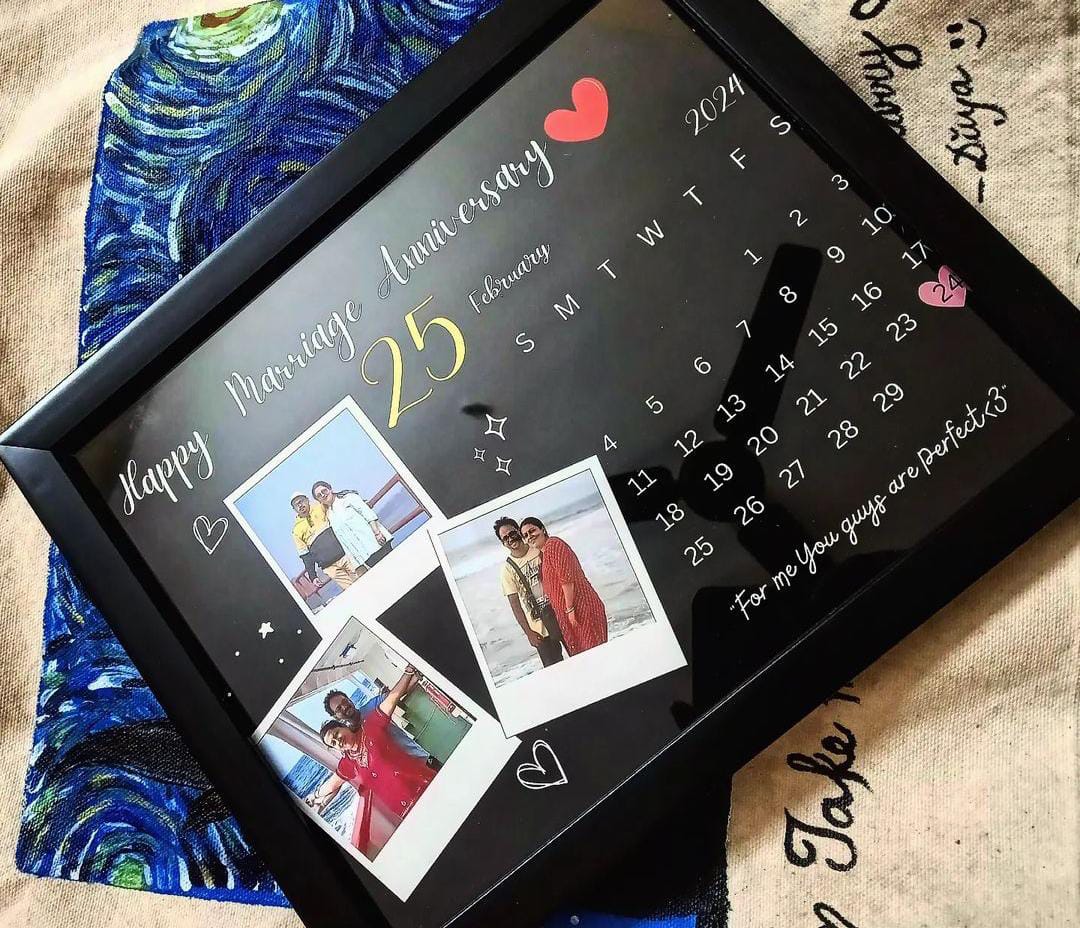 Happy Marriage Anniversary
25 February
2024
S M T W T F S
1 2 3
4 5 6 7 8 9 10
11 12 13 14 15 16 17
18 19 20 21 22 23 24
25 26 27 28 29
"For me You guys are perfect<3"
Take